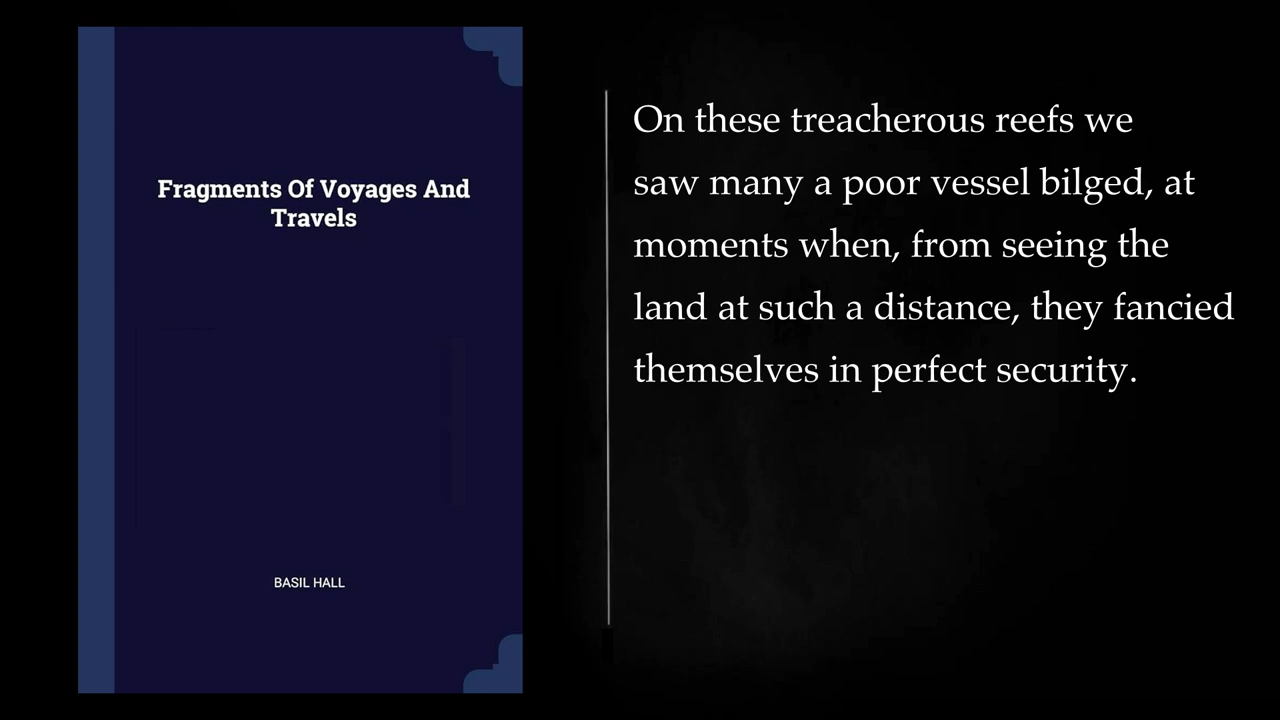 Fragments Of Voyages And
Travels
BASIL HALL
On these treacherous reefs we
saw many a poor vessel bilged, at
moments when, from seeing the
land at such a distance, they fancied
themselves in perfect security.